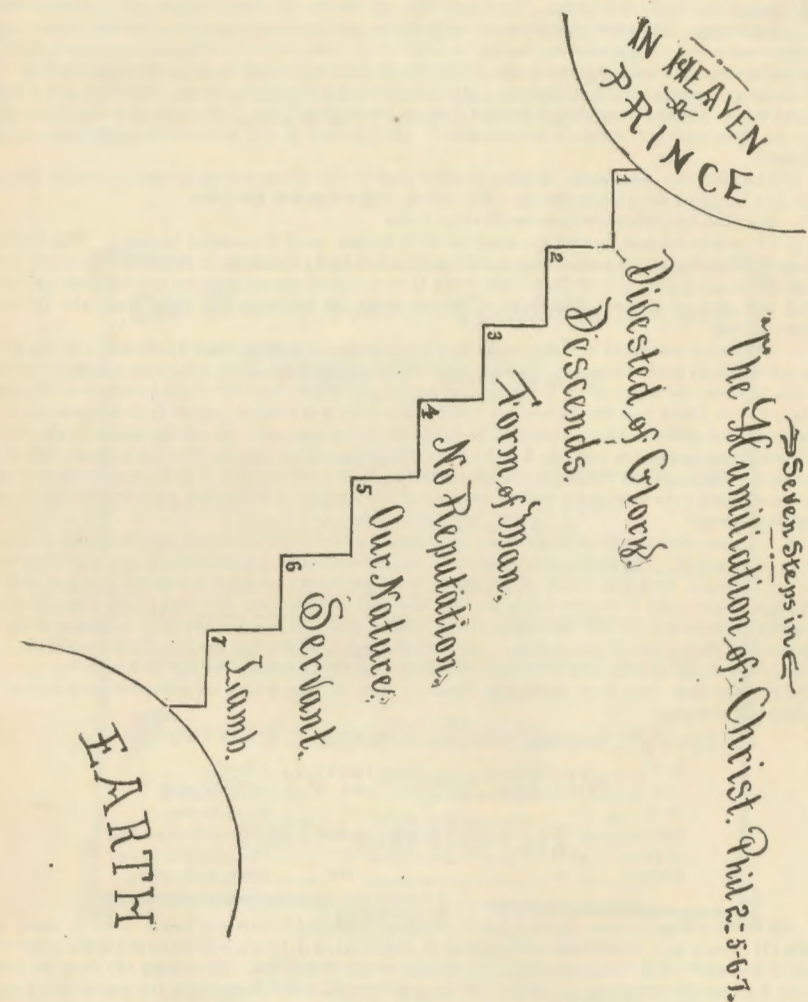 Seven Steps in
The Humiliation of Christ. Phil 2-5-6-7.
IN HEAVEN
a
PRINCE
1 Divested of Glory.
2 Descends.
3 Form of Man,
4 No Reputation,
5 Our Nature,
6 Servant.
7 Lamb.
EARTH